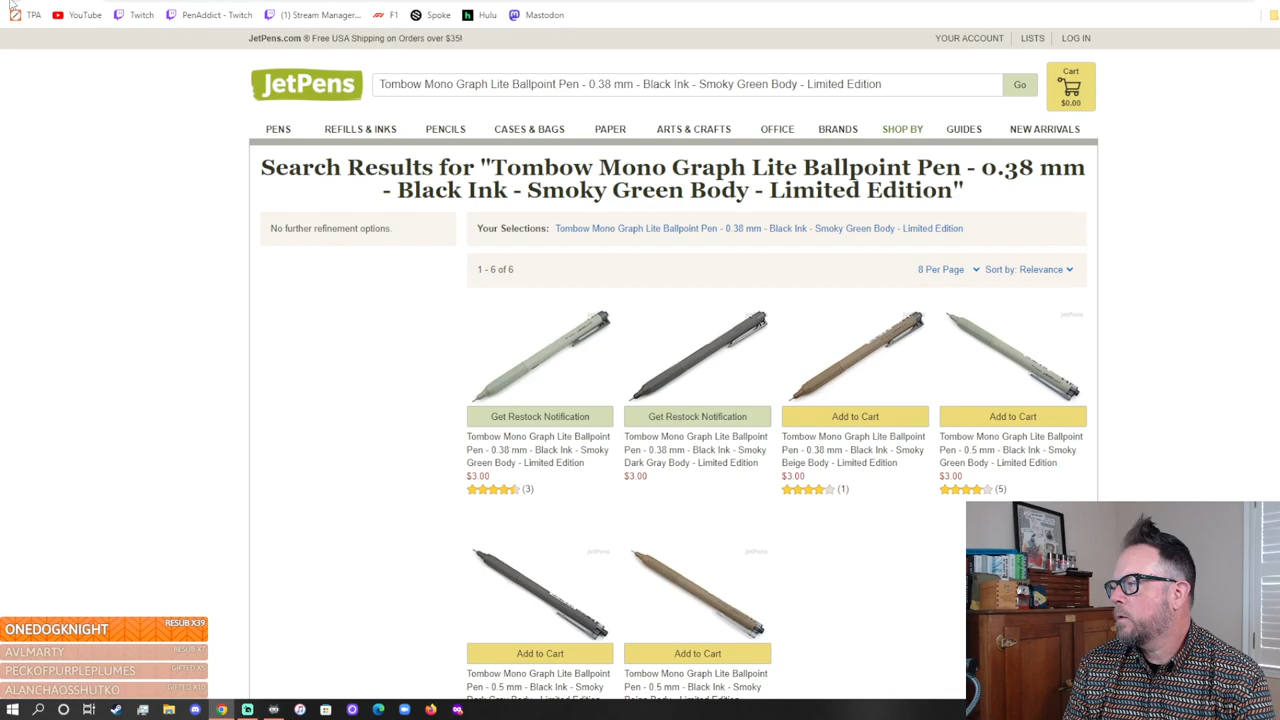 TPA YouTube Twitch PenAddict - Twitch (1) Stream Manager... F1 Spoke Hulu Mastodon
JetPens.com ® Free USA Shipping on Orders over $35!
YOUR ACCOUNT LISTS LOG IN
JetPens
Tombow Mono Graph Lite Ballpoint Pen - 0.38 mm - Black Ink - Smoky Green Body - Limited Edition
Go
Cart
$0.00
PENS REFILLS & INKS PENCILS CASES & BAGS PAPER ARTS & CRAFTS OFFICE BRANDS SHOP BY GUIDES NEW ARRIVALS
Search Results for "Tombow Mono Graph Lite Ballpoint Pen - 0.38 mm
- Black Ink - Smoky Green Body - Limited Edition"
No further refinement options.
Your Selections: Tombow Mono Graph Lite Ballpoint Pen - 0.38 mm - Black Ink - Smoky Green Body - Limited Edition
1 - 6 of 6
8 Per Page Sort by: Relevance
JetPens
Get Restock Notification
Tombow Mono Graph Lite Ballpoint
Pen - 0.38 mm - Black Ink - Smoky
Green Body - Limited Edition
$3.00
(3)
Get Restock Notification
Tombow Mono Graph Lite Ballpoint
Pen - 0.38 mm - Black Ink - Smoky
Dark Gray Body - Limited Edition
$3.00
Add to Cart
Tombow Mono Graph Lite Ballpoint
Pen - 0.38 mm - Black Ink - Smoky
Beige Body - Limited Edition
$3.00
(1)
Add to Cart
Tombow Mono Graph Lite Ballpoint
Pen - 0.5 mm - Black Ink - Smoky
Green Body - Limited Edition
$3.00
(5)
JetPens
Add to Cart
Tombow Mono Graph Lite Ballpoint
Pen - 0.5 mm - Black Ink - Smoky
Dark Gray Body - Limited Edition
JetPens
Add to Cart
Tombow Mono Graph Lite Ballpoint
Pen - 0.5 mm - Black Ink - Smoky
Beige Body - Limited Edition
ONEDOGKNIGHT RESUB X39
AVLMARTY RESUB X7
PECKOFPURPLEPLUMES GIFTED X5
ALANCHAOSSHUTKO GIFTED X10